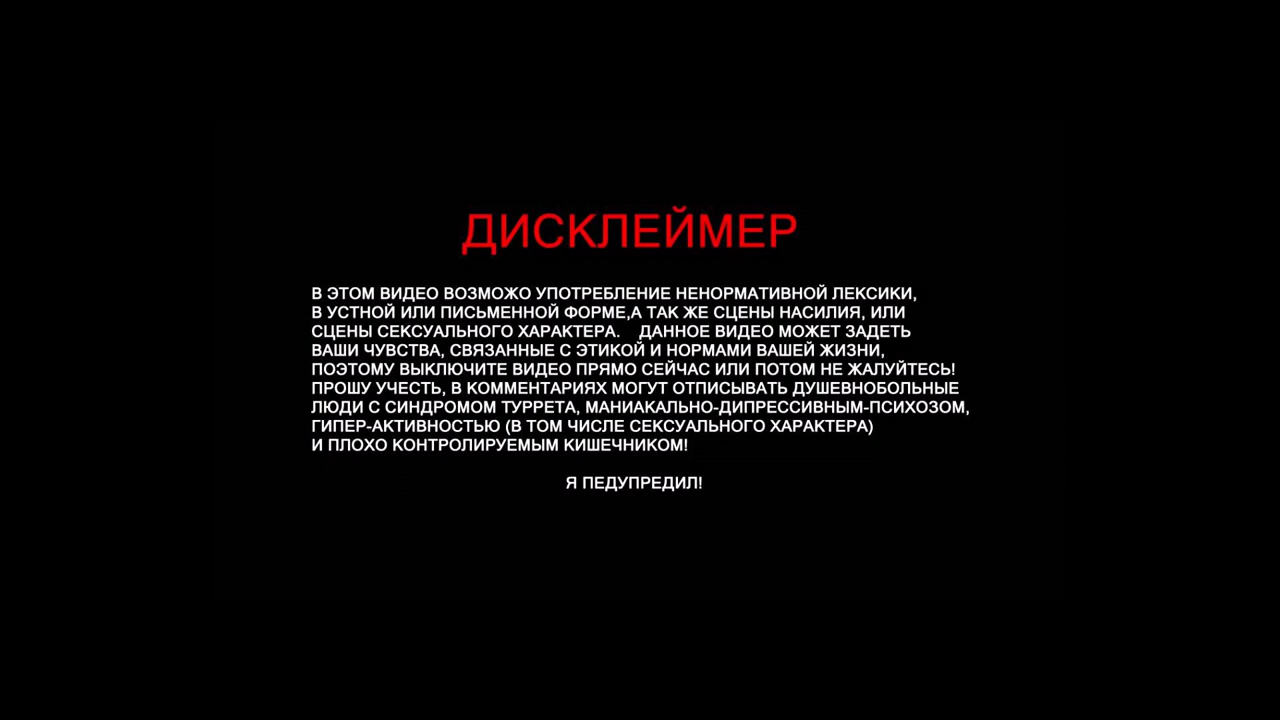 ДИСКЛЕЙМЕР
В ЭТОМ ВИДЕО ВОЗМОЖО УПОТРЕБЛЕНИЕ НЕНОРМАТИВНОЙ ЛЕКСИКИ,
В УСТНОЙ ИЛИ ПИСЬМЕННОЙ ФОРМЕ,А ТАК ЖЕ СЦЕНЫ НАСИЛИЯ, ИЛИ
СЦЕНЫ СЕКСУАЛЬНОГО ХАРАКТЕРА. ДАННОЕ ВИДЕО МОЖЕТ ЗАДЕТЬ
ВАШИ ЧУВСТВА, СВЯЗАННЫЕ С ЭТИКОЙ И НОРМАМИ ВАШЕЙ ЖИЗНИ,
ПОЭТОМУ ВЫКЛЮЧИТЕ ВИДЕО ПРЯМО СЕЙЧАС ИЛИ ПОТОМ НЕ ЖАЛУЙТЕСЬ!
ПРОШУ УЧЕСТЬ, В КОММЕНТАРИЯХ МОГУТ ОТПИСЫВАТЬ ДУШЕВНОБОЛЬНЫЕ
ЛЮДИ С СИНДРОМОМ ТУРРЕТА, МАНИАКАЛЬНО-ДИПРЕССИВНЫМ-ПСИХОЗОМ,
ГИПЕР-АКТИВНОСТЬЮ (В ТОМ ЧИСЛЕ СЕКСУАЛЬНОГО ХАРАКТЕРА)
И ПЛОХО КОНТРОЛИРУЕМЫМ КИШЕЧНИКОМ!
Я ПЕДУПРЕДИЛ!